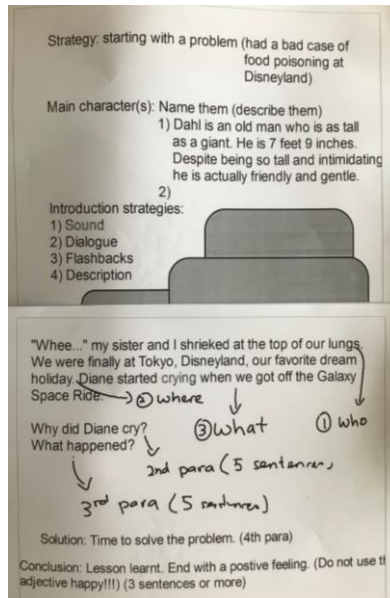 Strategy: starting with a problem (had a bad case of
food poisoning at
Disneyland)
Main character(s): Name them (describe them)
1) Dahl is an old man who is as tall
as a giant. He is 7 feet 9 inches.
Despite being so tall and intimidating
he is actually friendly and gentle.
2)
Introduction strategies:
1) Sound
2) Dialogue
3) Flashbacks
4) Description
"Whee..." my sister and I shrieked at the top of our lungs.
We were finally at Tokyo, Disneyland, our favorite dream
holiday. Diane started crying when we got off the Galaxy
Space Ride.
② where
Why did Diane cry?
③ what
① who
What happened?
2nd para (5 sentences)
3rd para (5 sentences)
Solution: Time to solve the problem. (4th para)
Conclusion: Lesson learnt. End with a postive feeling. (Do not use
adjective happy!!!) (3 sentences or more)